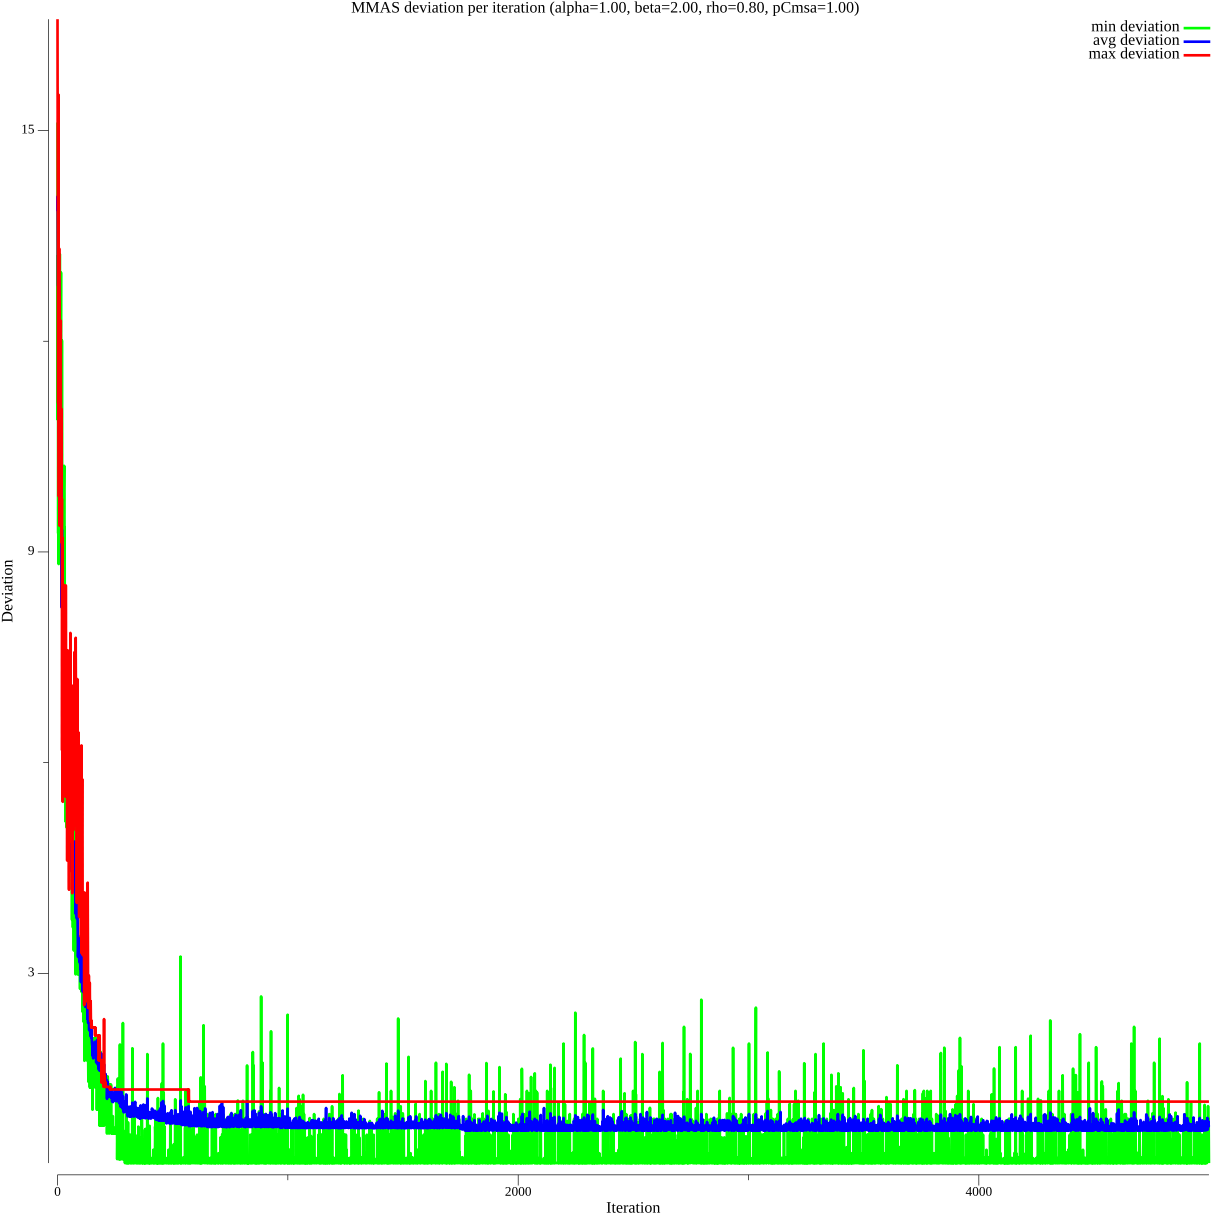 MMAS deviation per iteration (alpha=1.00, beta=2.00, rho=0.80, pCmsa=1.00)
min deviation
avg deviation
max deviation
15
9
3
Deviation
0
2000
4000
Iteration